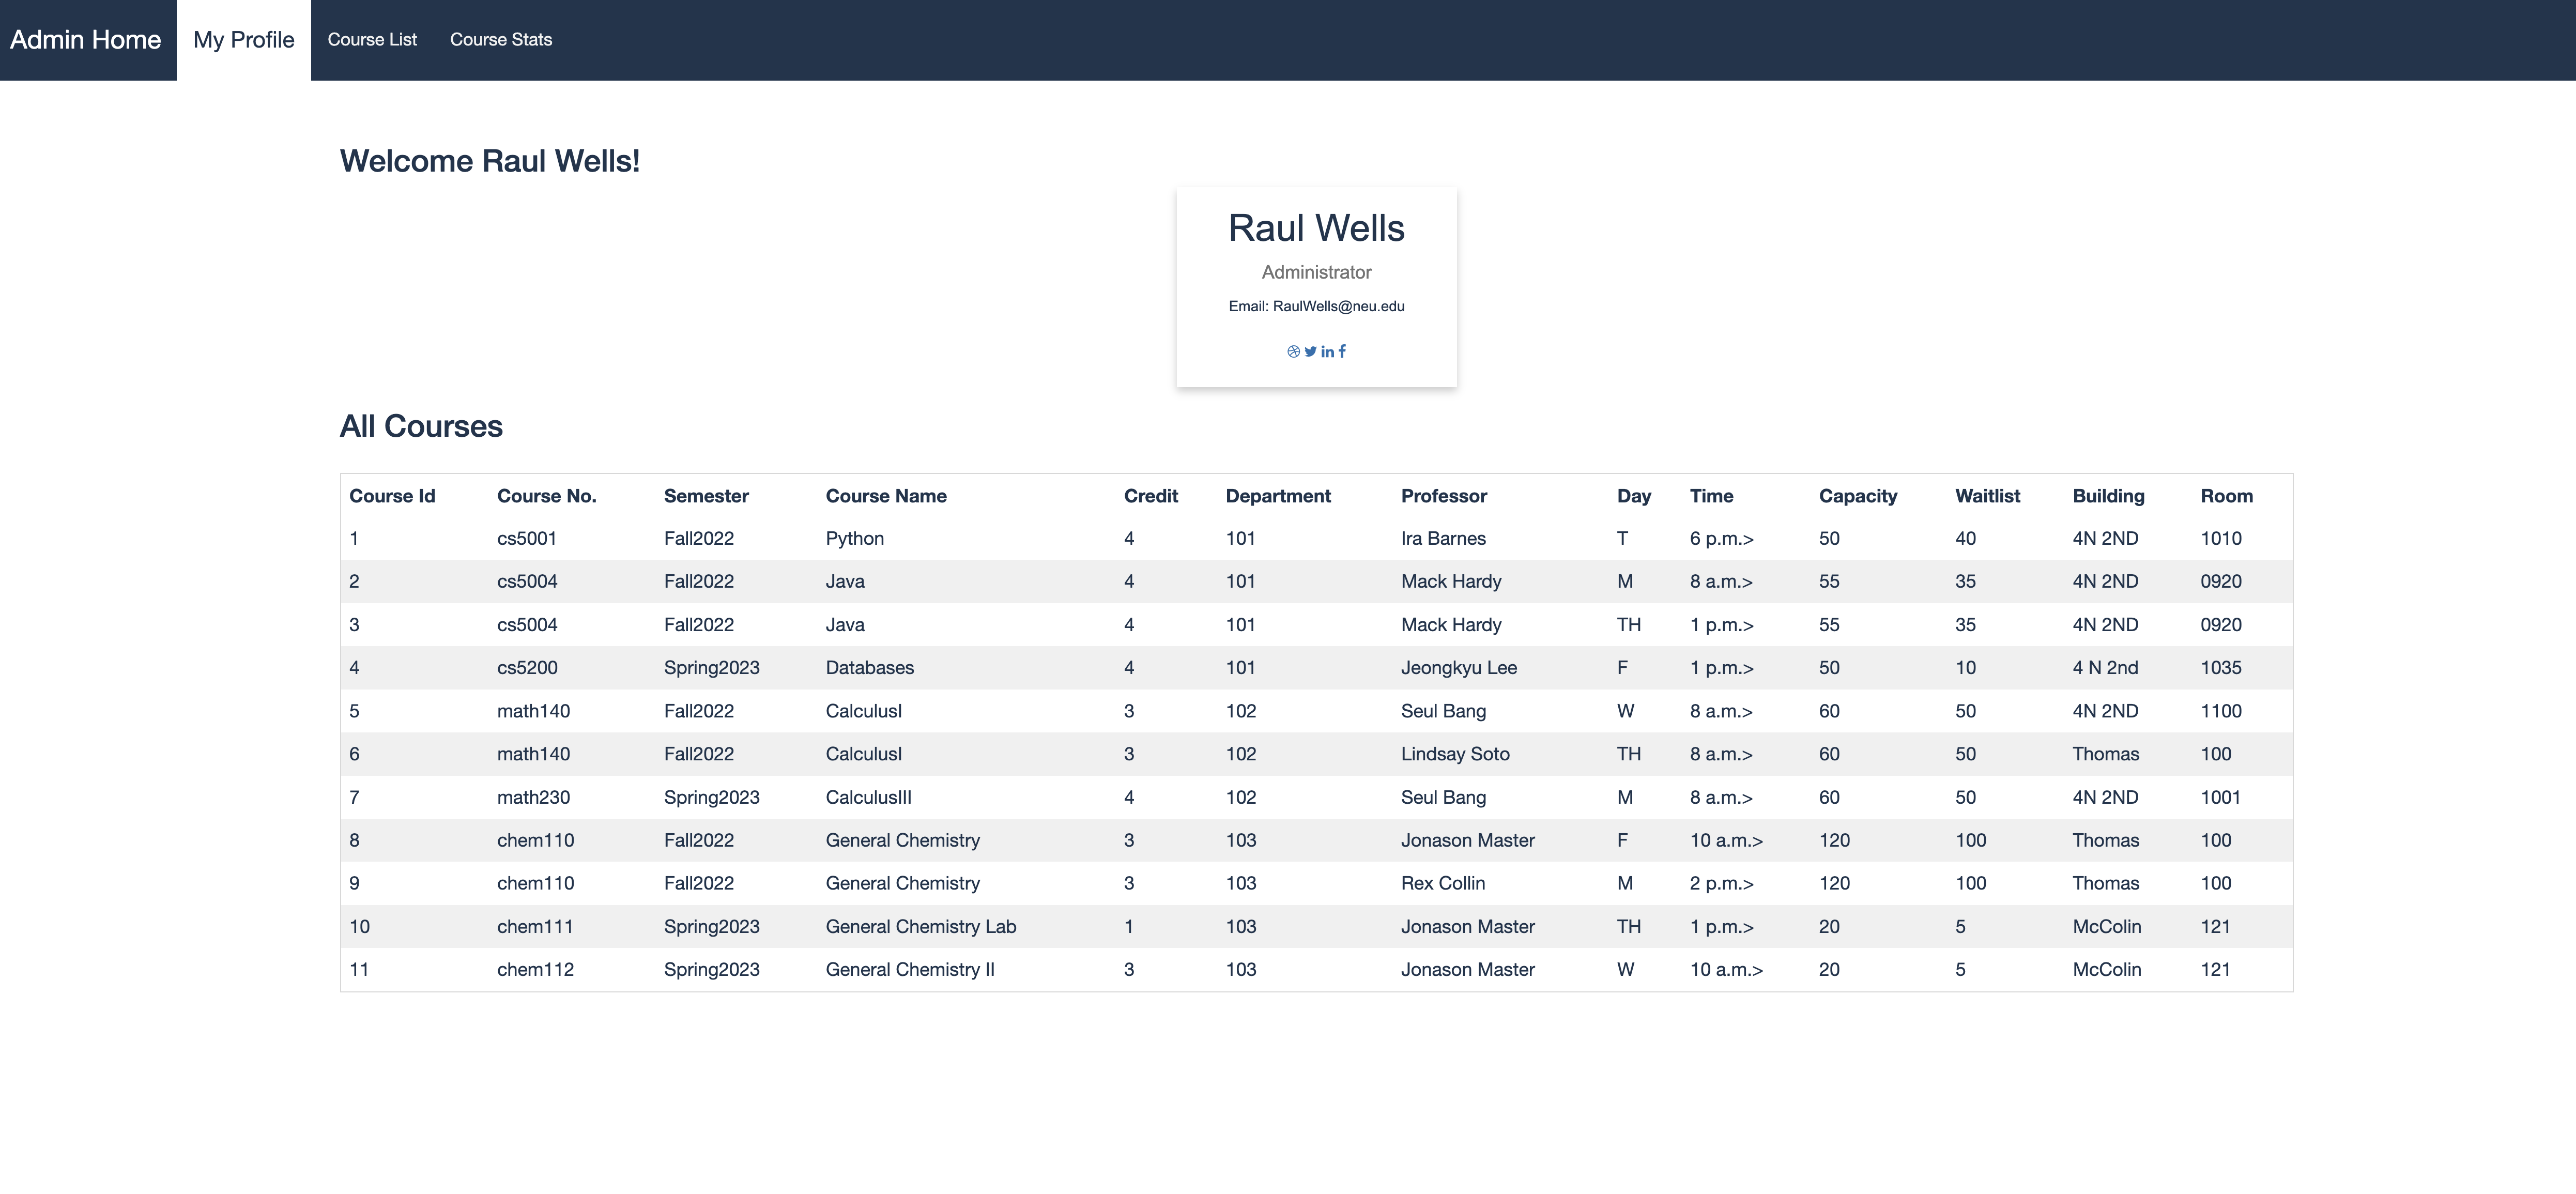 Admin Home My Profile Course List Course Stats
Welcome Raul Wells!
Raul Wells
Administrator
Email: RaulWells@neu.edu
All Courses
Course Id Course No. Semester Course Name Credit Department Professor Day Time Capacity Waitlist Building Room
1 cs5001 Fall2022 Python 4 101 Ira Barnes T 6 p.m.> 50 40 4N 2ND 1010
2 cs5004 Fall2022 Java 4 101 Mack Hardy M 8 a.m.> 55 35 4N 2ND 0920
3 cs5004 Fall2022 Java 4 101 Mack Hardy TH 1 p.m.> 55 35 4N 2ND 0920
4 cs5200 Spring2023 Databases 4 101 Jeongkyu Lee F 1 p.m.> 50 10 4 N 2nd 1035
5 math140 Fall2022 CalculusI 3 102 Seul Bang W 8 a.m.> 60 50 4N 2ND 1100
6 math140 Fall2022 CalculusI 3 102 Lindsay Soto TH 8 a.m.> 60 50 Thomas 100
7 math230 Spring2023 CalculusIII 4 102 Seul Bang M 8 a.m.> 60 50 4N 2ND 1001
8 chem110 Fall2022 General Chemistry 3 103 Jonason Master F 10 a.m.> 120 100 Thomas 100
9 chem110 Fall2022 General Chemistry 3 103 Rex Collin M 2 p.m.> 120 100 Thomas 100
10 chem111 Spring2023 General Chemistry Lab 1 103 Jonason Master TH 1 p.m.> 20 5 McColin 121
11 chem112 Spring2023 General Chemistry II 3 103 Jonason Master W 10 a.m.> 20 5 McColin 121